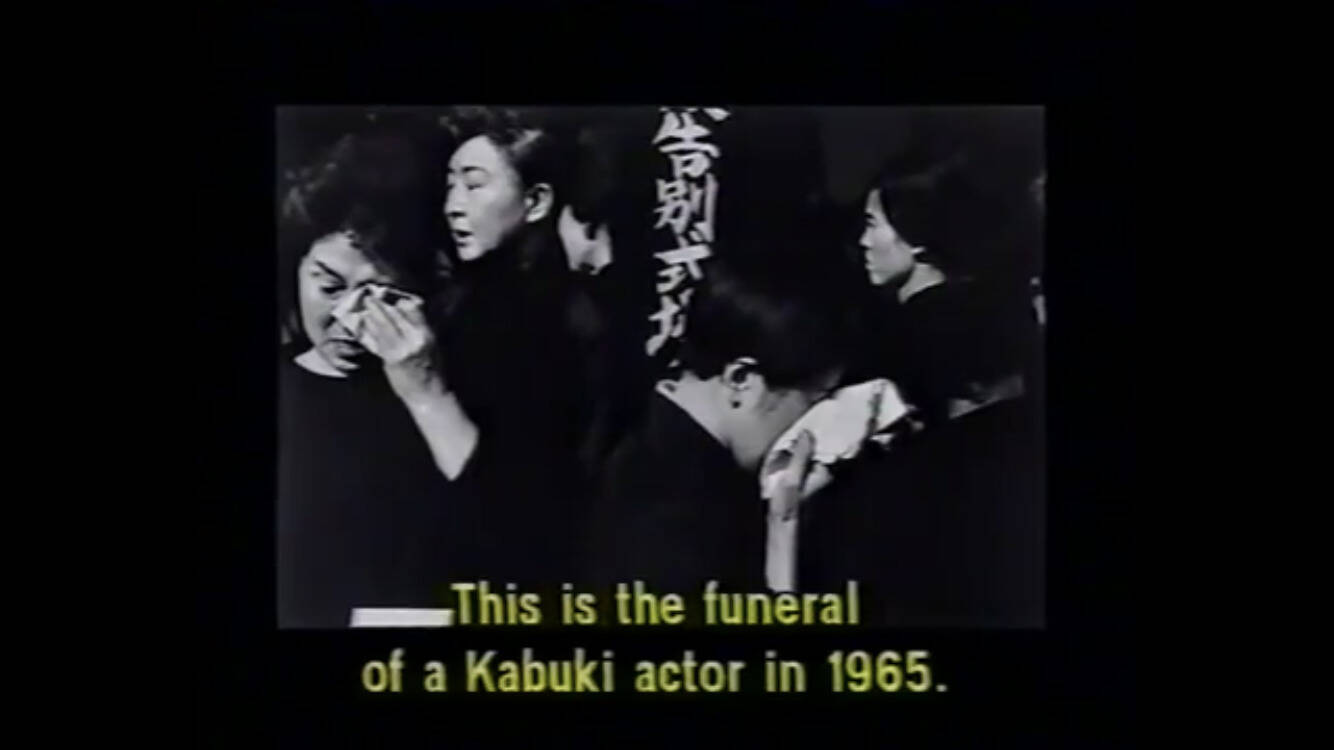 告別式
This is the funeral
of a Kabuki actor in 1965.